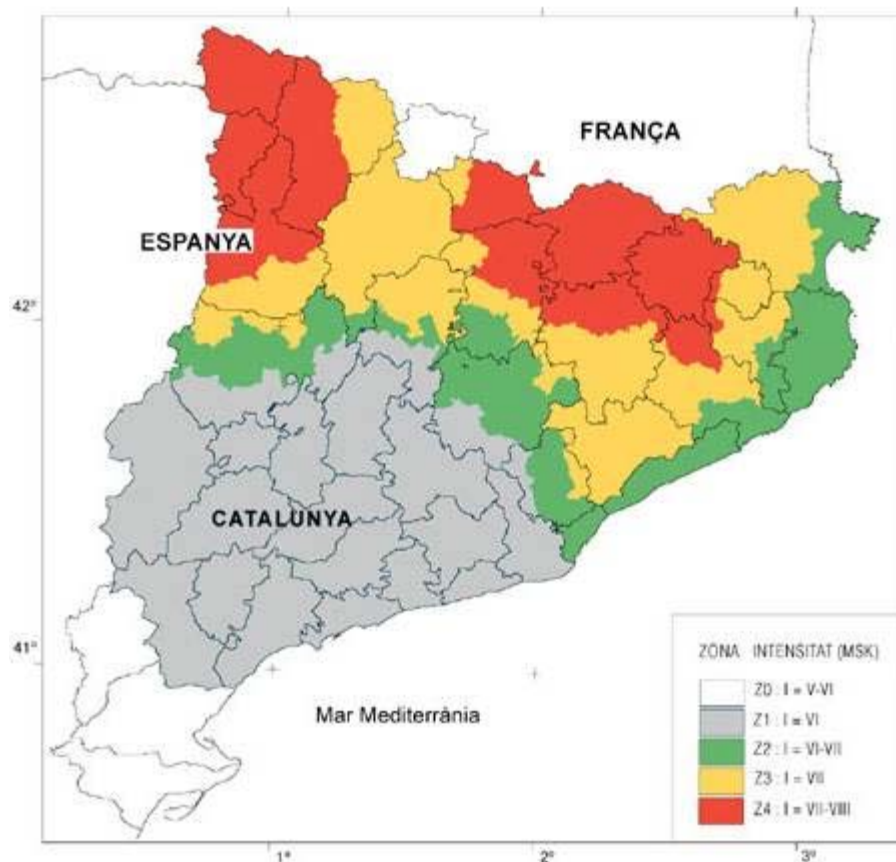 FRANÇA
ESPANYA
42°
CATALUNYA
41°
Mar Mediterrània
ZONA INTENSITAT (MSK)
Z0 : I = V-VI
Z1 : I = VI
Z2 : I = VI-VII
Z3 : I = VII
Z4 : I = VII-VIII
1° 2° 3°